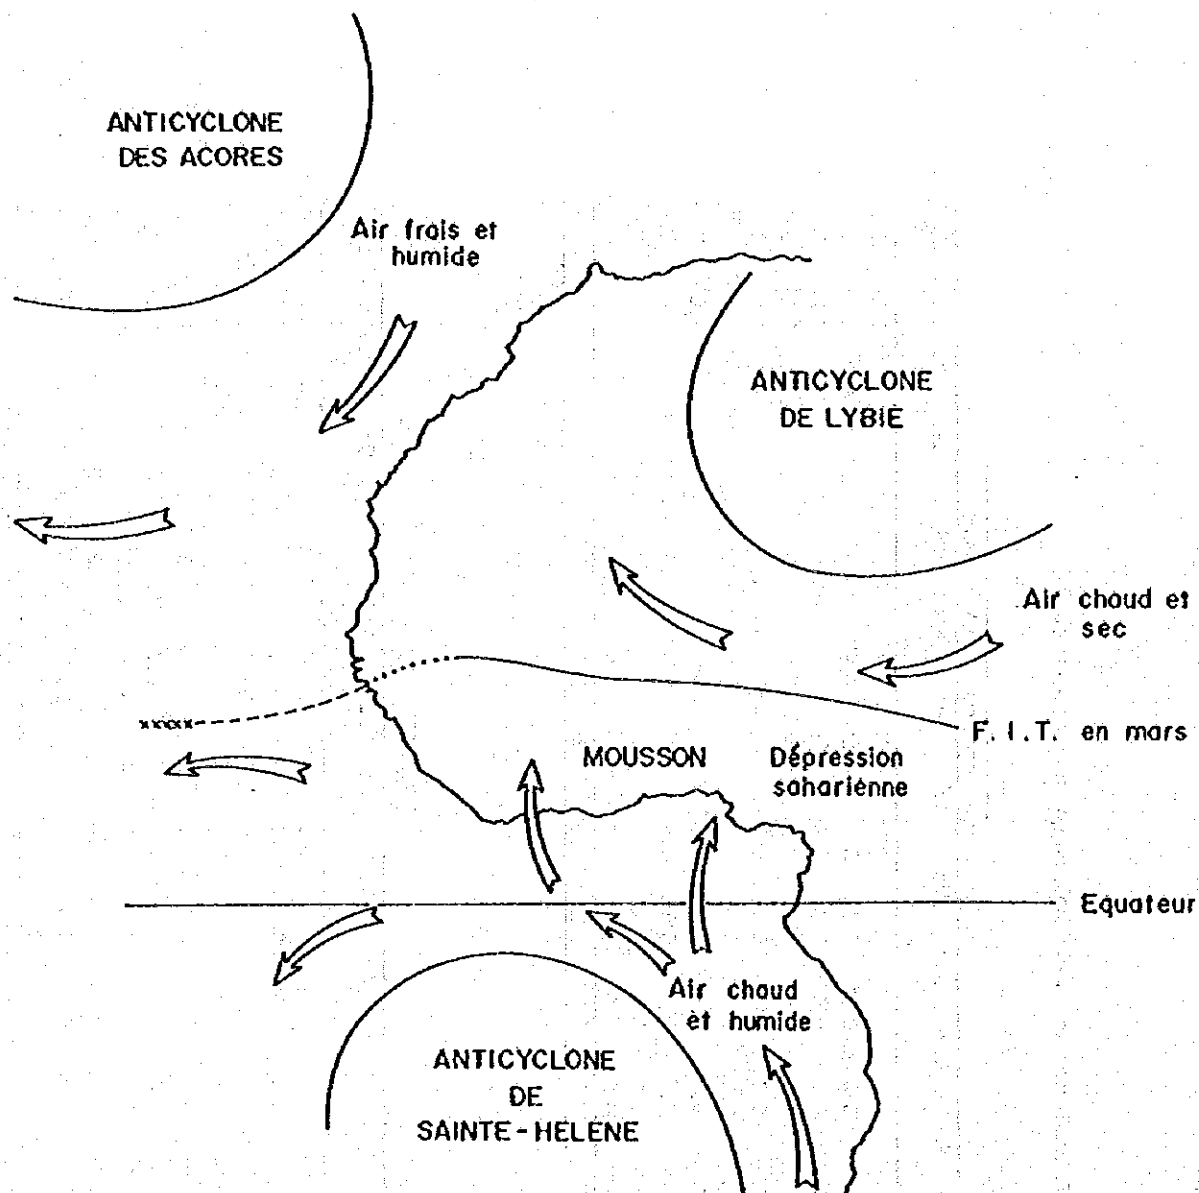 ANTICYCLONE
DES ACORES
Air frais et
humide
ANTICYCLONE
DE LYBIE
Air chaud et
sec
F. I. T. en mars
MOUSSON
Dépression
saharienne
Equateur
Air chaud
et humide
ANTICYCLONE
DE
SAINTE-HELENE